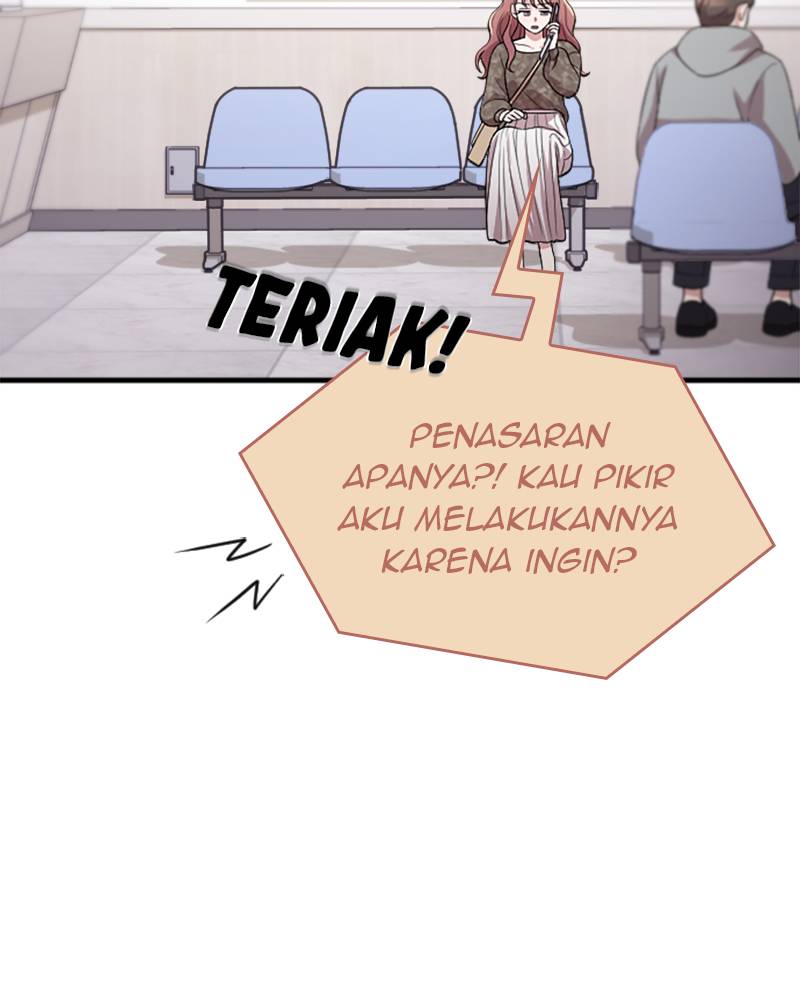 TERIAK!
PENASARAN
APANYA?! KAU PIKIR
AKU MELAKUKANNYA
KARENA INGIN?